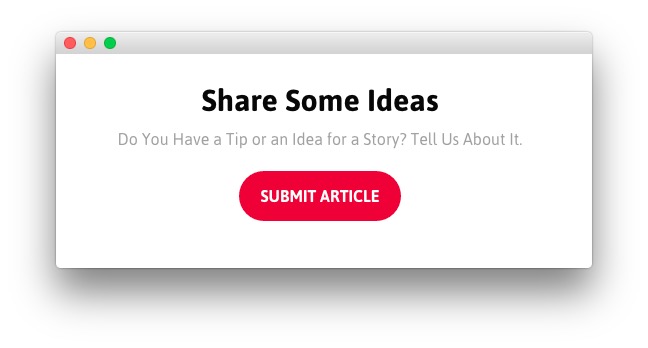 Share Some Ideas
Do You Have a Tip or an Idea for a Story? Tell Us About It.
SUBMIT ARTICLE